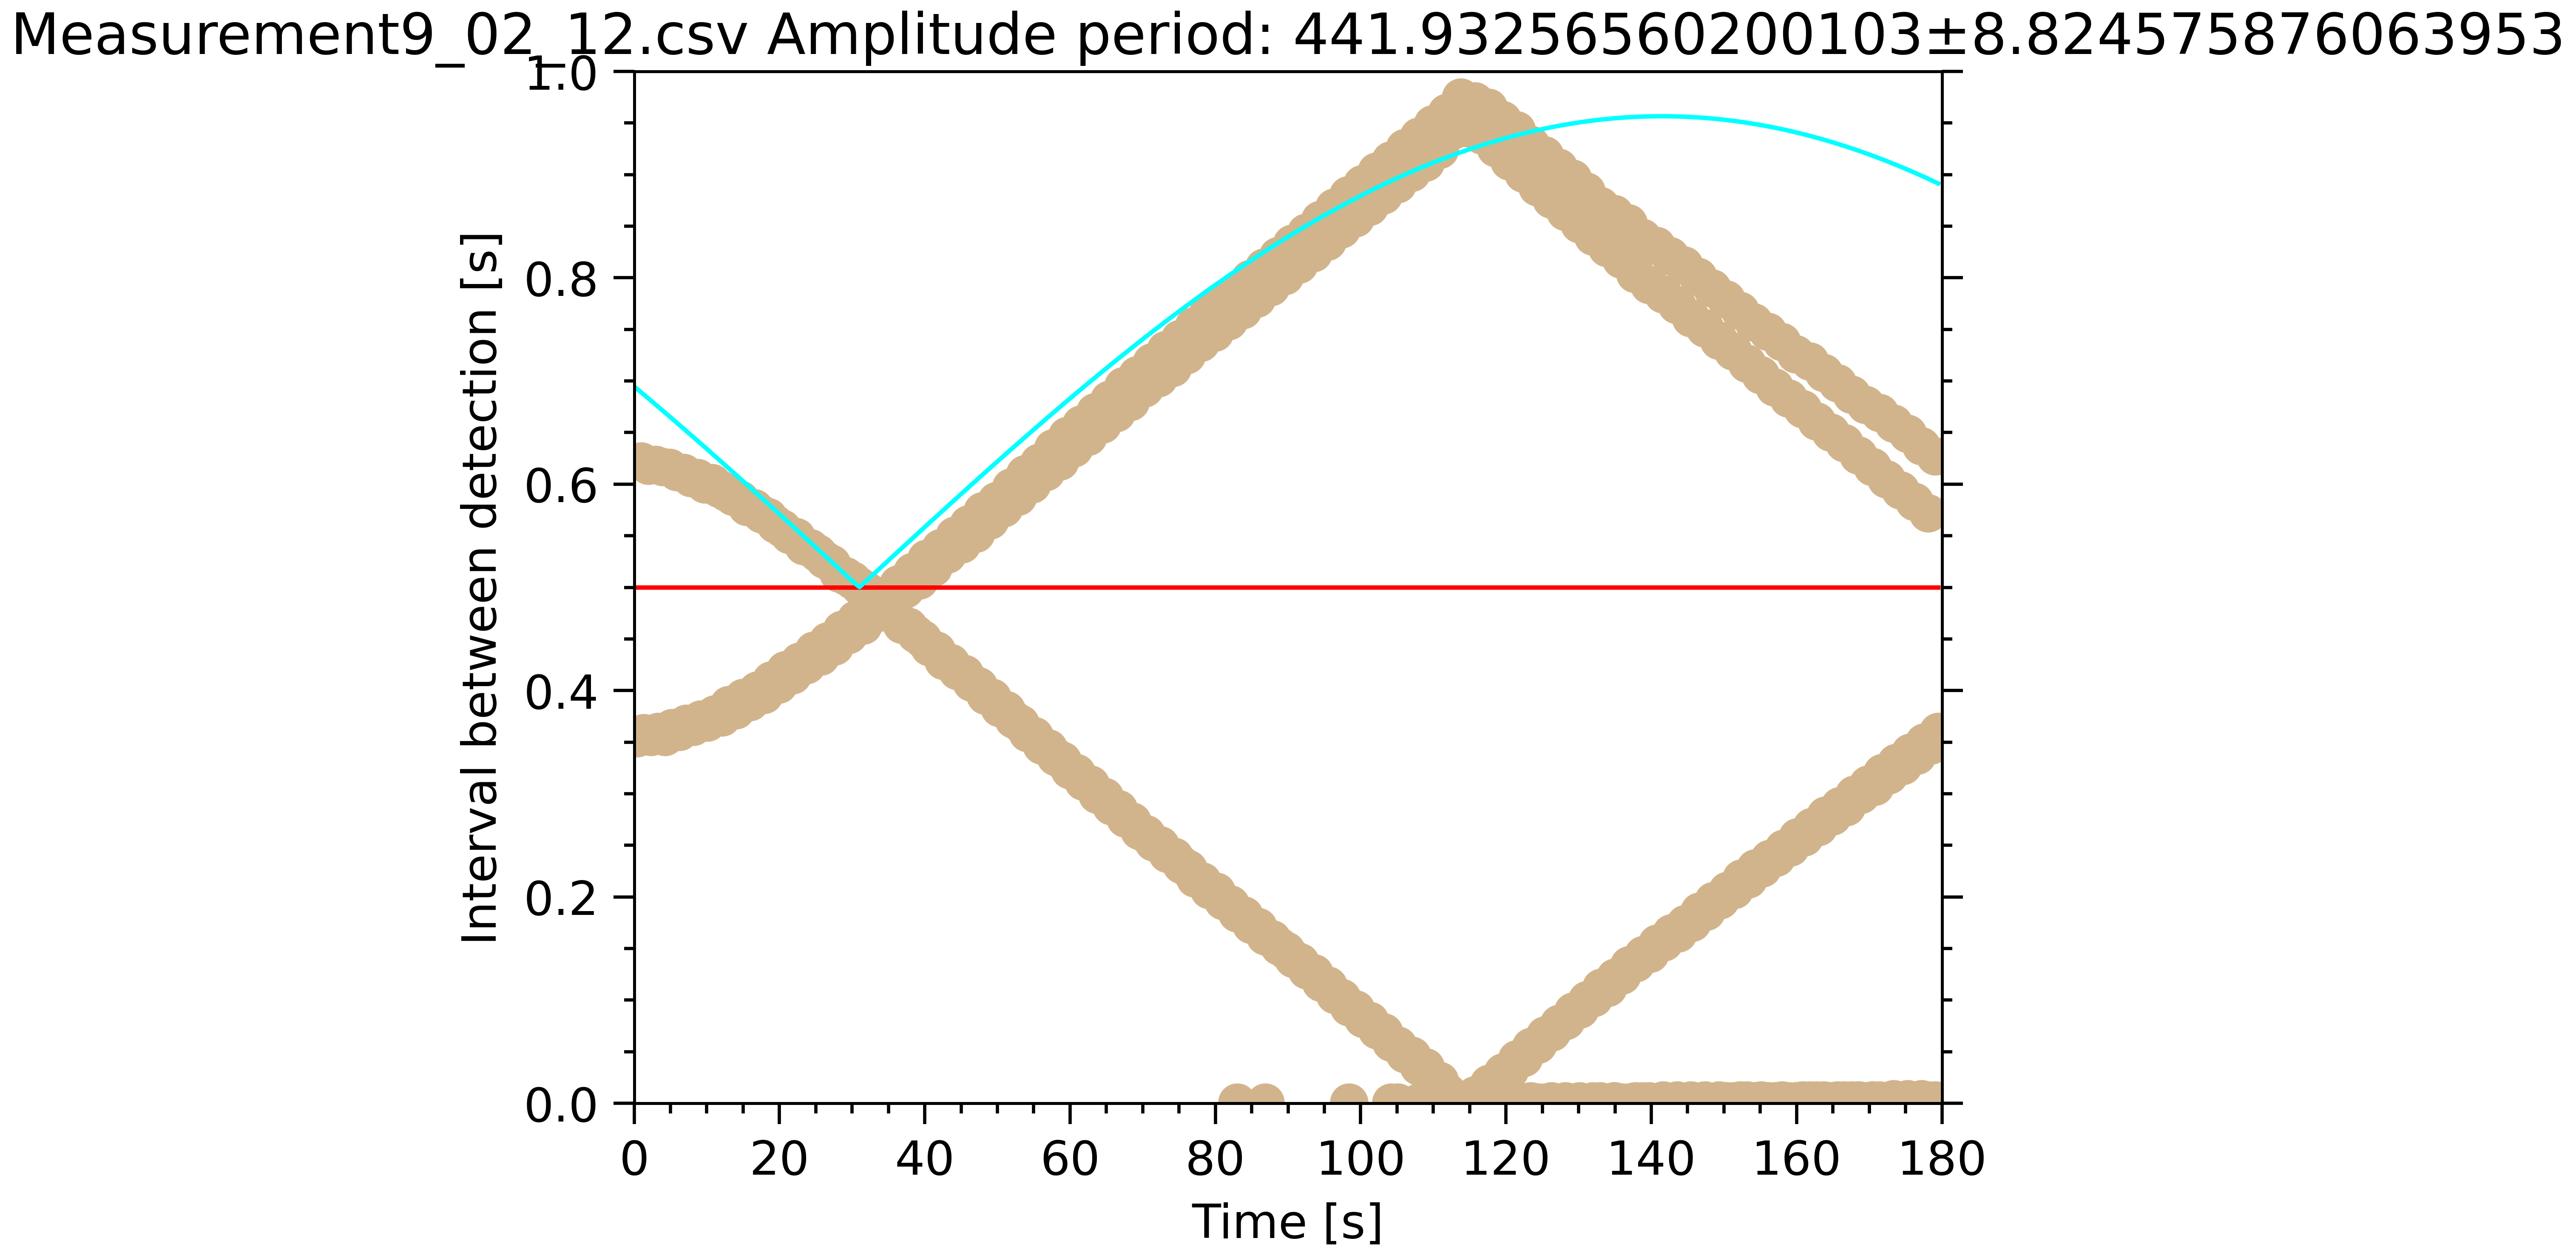 Measurement9_02_12.csv Amplitude period: 441.93256560200103±8.824575876063953
1.0
0.8
0.6
0.4
0.2
0.0
Interval between detection [s]
0 20 40 60 80 100 120 140 160 180
Time [s]